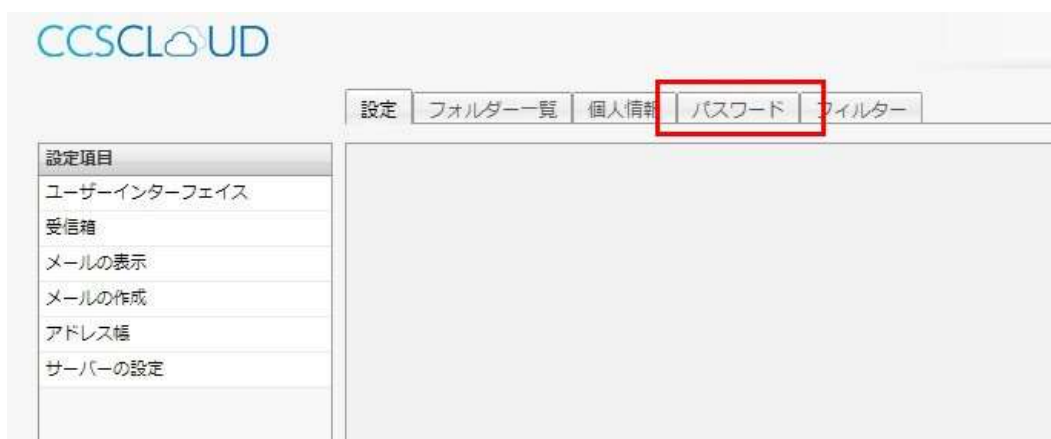 CCSCLOUD
設定 フォルダー一覧 個人情報 パスワード フィルター
設定項目
ユーザーインターフェイス
受信箱
メールの表示
メールの作成
アドレス帳
サーバーの設定